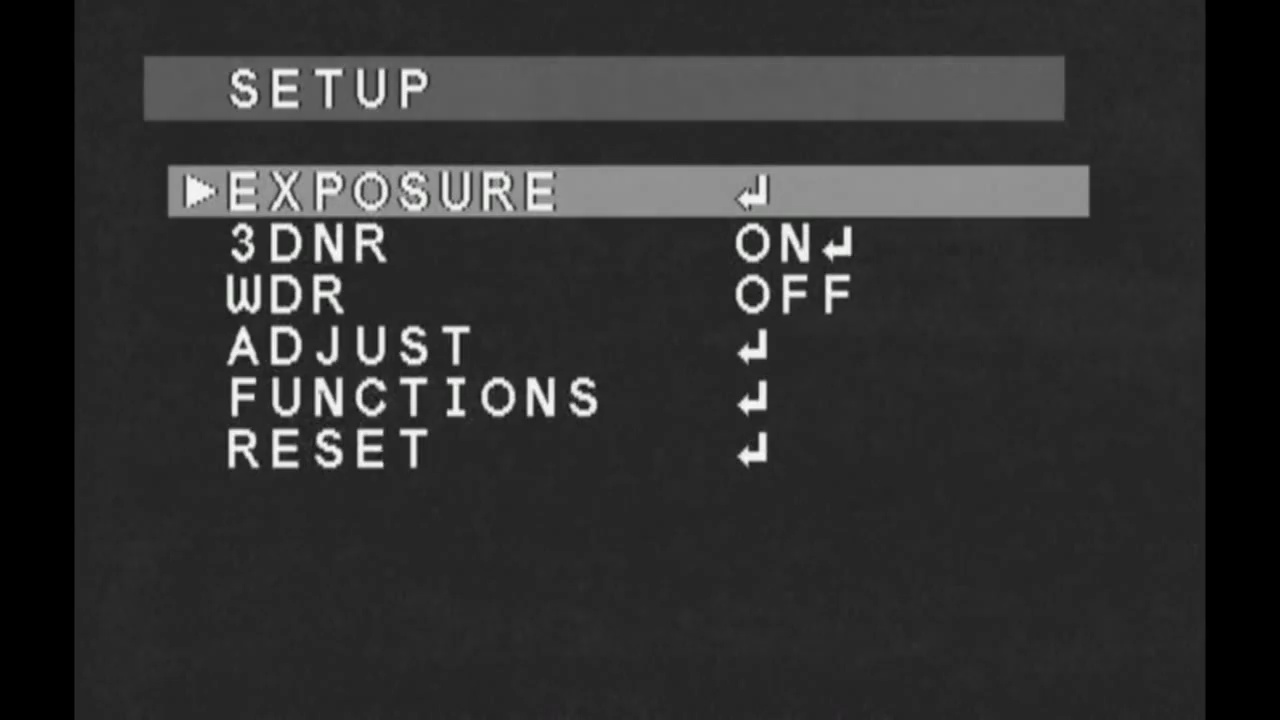 SETUP
▶EXPOSURE ↲
3DNR ON↲
WDR OFF
ADJUST ↲
FUNCTIONS ↲
RESET ↲